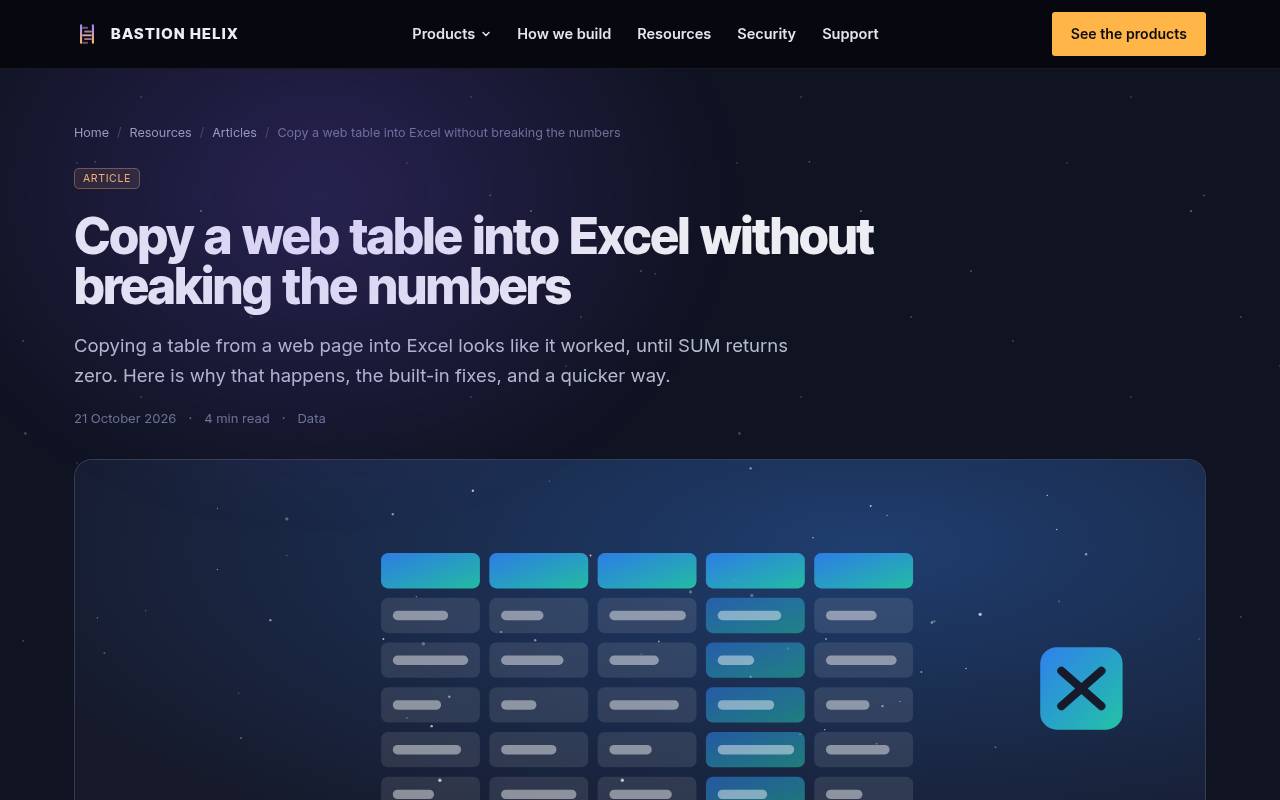 BASTION HELIX
Products How we build Resources Security Support
See the products
Home / Resources / Articles / Copy a web table into Excel without breaking the numbers
ARTICLE
Copy a web table into Excel without
breaking the numbers
Copying a table from a web page into Excel looks like it worked, until SUM returns
zero. Here is why that happens, the built-in fixes, and a quicker way.
21 October 2026 · 4 min read · Data